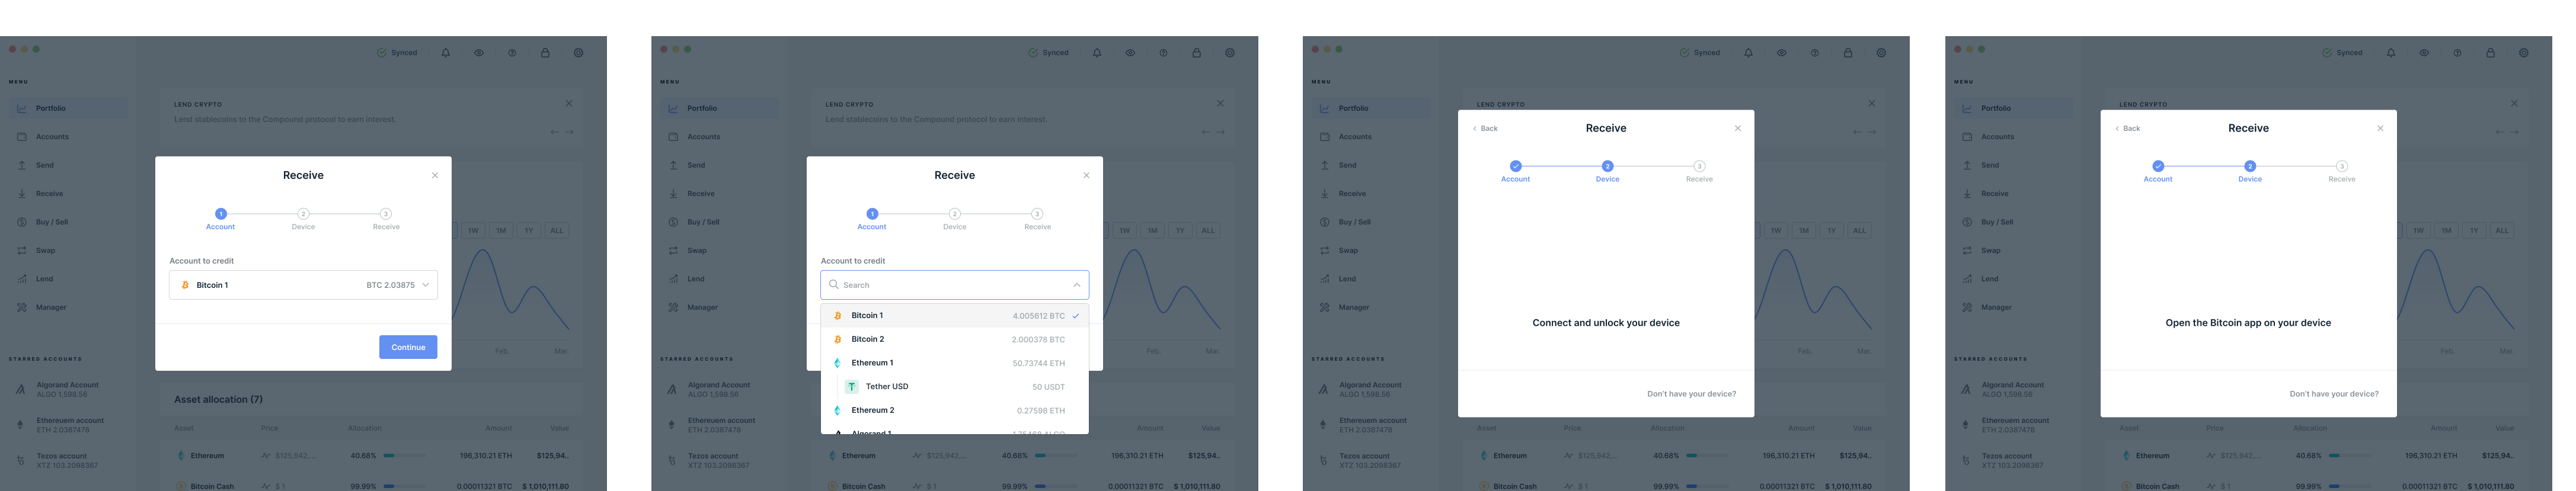 Synced
MENU
Portfolio
Accounts
Send
Receive
Buy / Sell
Swap
Lend
Manager
STARRED ACCOUNTS
Algorand Account
ALGO 1,598.56
Ethereuem account
ETH 2.0387478
Tezos account
XTZ 103.2098367
LEND CRYPTO
Lend stablecoins to the Compound protocol to earn interest.
1W 1M 1Y ALL
Feb. Mar.
Receive
1 2 3
Account Device Receive
Account to credit
Bitcoin 1 BTC 2.03875
Continue
Asset allocation (7)
Asset Price Allocation Amount Value
Ethereum $125,942,... 40.68% 196,310.21 ETH $125,94..
Bitcoin Cash $ 1 99.99% 0.00011321 BTC $ 1,010,111.80
Synced
MENU
Portfolio
Accounts
Send
Receive
Buy / Sell
Swap
Lend
Manager
STARRED ACCOUNTS
Algorand Account
ALGO 1,598.56
Ethereuem account
ETH 2.0387478
Tezos account
XTZ 103.2098367
LEND CRYPTO
Lend stablecoins to the Compound protocol to earn interest.
1W 1M 1Y ALL
Feb. Mar.
Receive
1 2 3
Account Device Receive
Account to credit
Search
Bitcoin 1 4.005612 BTC
Bitcoin 2 2.000378 BTC
Ethereum 1 50.73744 ETH
Tether USD 50 USDT
Ethereum 2 0.27598 ETH
Algorand 1
Amount Value
Ethereum $125,942,... 40.68% 196,310.21 ETH $125,94..
Bitcoin Cash $ 1 99.99% 0.00011321 BTC $ 1,010,111.80
Synced
MENU
Portfolio
Accounts
Send
Receive
Buy / Sell
Swap
Lend
Manager
STARRED ACCOUNTS
Algorand Account
ALGO 1,598.56
Ethereuem account
ETH 2.0387478
Tezos account
XTZ 103.2098367
LEND CRYPTO
1W 1M 1Y ALL
Feb. Mar.
Back Receive
2 3
Account Device Receive
Connect and unlock your device
Don't have your device?
Asset Price Allocation Amount Value
Ethereum $125,942,... 40.68% 196,310.21 ETH $125,94..
Bitcoin Cash $ 1 99.99% 0.00011321 BTC $ 1,010,111.80
Synced
MENU
Portfolio
Accounts
Send
Receive
Buy / Sell
Swap
Lend
Manager
STARRED ACCOUNTS
Algorand Account
ALGO 1,598.56
Ethereuem account
ETH 2.0387478
Tezos account
XTZ 103.2098367
LEND CRYPTO
1W 1M 1Y ALL
Feb. Mar.
Back Receive
2 3
Account Device Receive
Open the Bitcoin app on your device
Don't have your device?
Asset Price Allocation Amount Value
Ethereum $125,942,... 40.68% 196,310.21 ETH $125,94..
Bitcoin Cash $ 1 99.99% 0.00011321 BTC $ 1,010,111.80